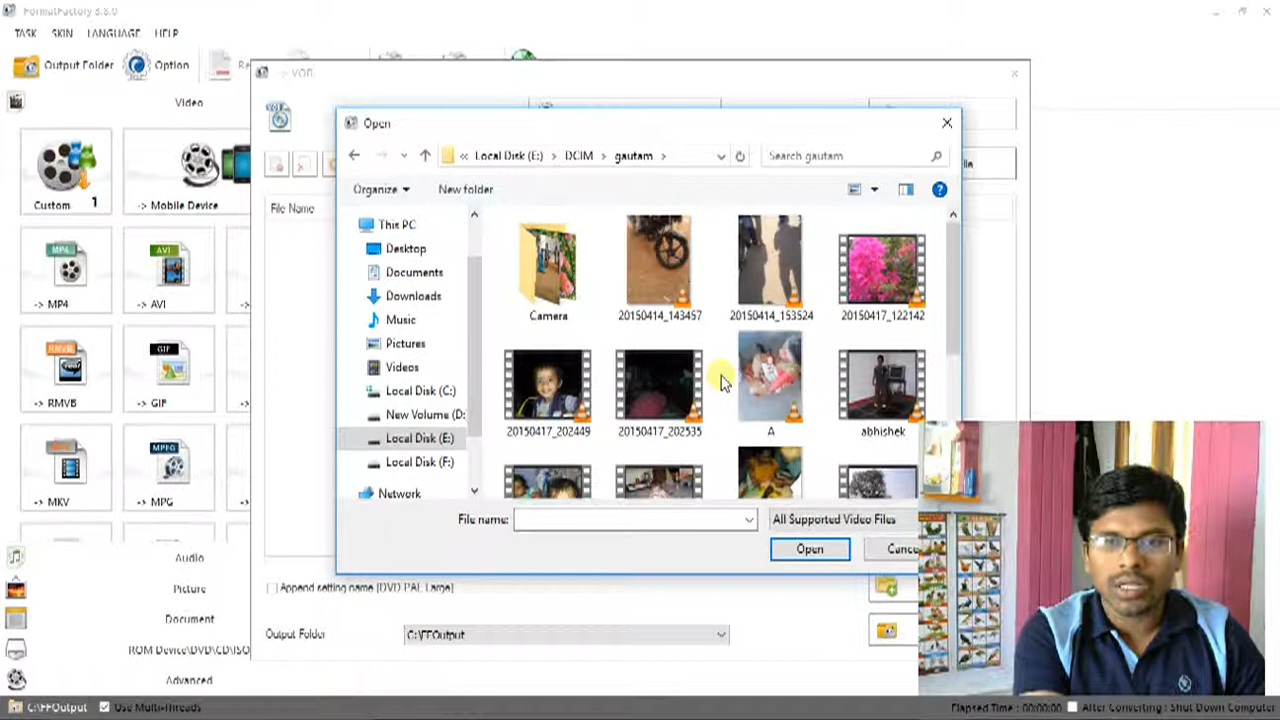 FormatFactory 3.8.0
TASK SKIN LANGUAGE HELP
Output Folder Option
-> VOB
Video
Custom 1
-> Mobile Device
MP4
-> MP4
AVI
-> AVI
RMVB
-> RMVB
GIF
-> GIF
MKV
-> MKV
MPEG
-> MPG
Audio
Picture
Document
ROM Device\DVD\CD\ISO
Advanced
File Name
Open
« Local Disk (E:) > DCIM > gautam >
Search gautam
Organize New folder
This PC
Desktop
Documents
Downloads
Music
Pictures
Videos
Local Disk (C:)
New Volume (D:
Local Disk (E:)
Local Disk (F:)
Network
Camera 20150414_143457 20150414_153524 20150417_122142
20150417_202449 20150417_202535 A abhishek
File name: All Supported Video Files
Open Cance
Append setting name [DVD PAL Large]
Output Folder C:\FFOutput
C:\FFOutput Use Multi-Threads Elapsed Time : 00:00:00 After Converting : Shut Down Computer